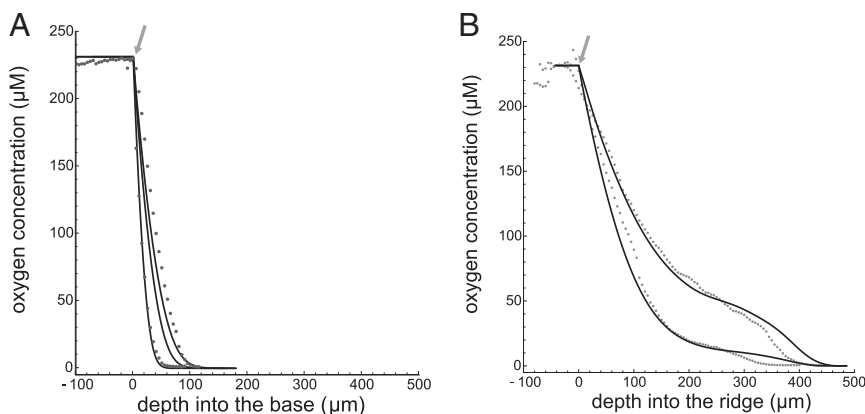 A
250
200
150
100
50
0
oxygen concentration (µM)
- 100 0 100 200 300 400 500
depth into the base (µm)
B
250
200
150
100
50
0
oxygen concentration (µM)
- 100 0 100 200 300 400 500
depth into the ridge (µm)